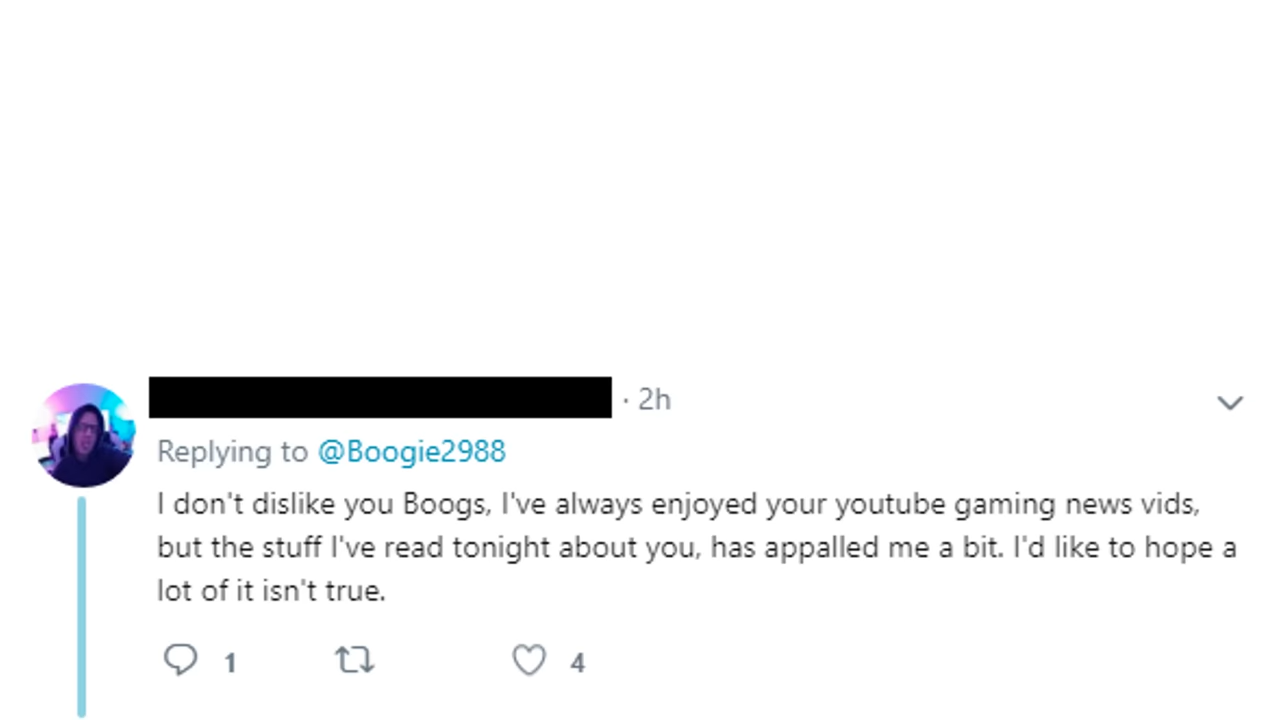 · 2h
Replying to @Boogie2988
I don't dislike you Boogs, I've always enjoyed your youtube gaming news vids,
but the stuff I've read tonight about you, has appalled me a bit. I'd like to hope a
lot of it isn't true.
1 4